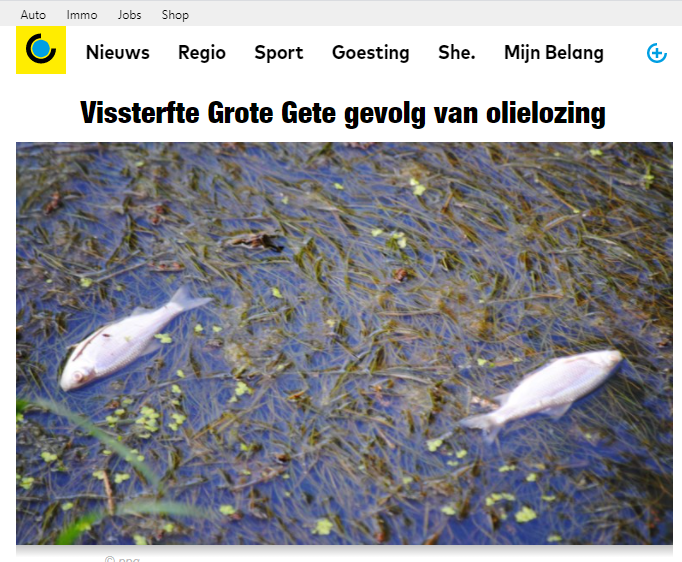 Auto Immo Jobs Shop
Nieuws Regio Sport Goesting She. Mijn Belang
Vissterfte Grote Gete gevolg van olielozing